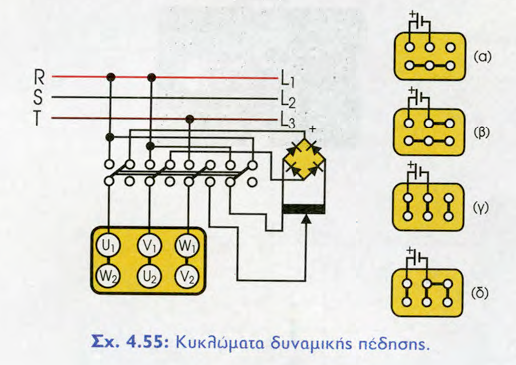 R L1
S L2
T L3
+
U1 V1 W1
W2 U2 V2
+
(α)
+
(β)
+
(γ)
+
(δ)
Σχ. 4.55: Κυκλώματα δυναμικής πέδησης.